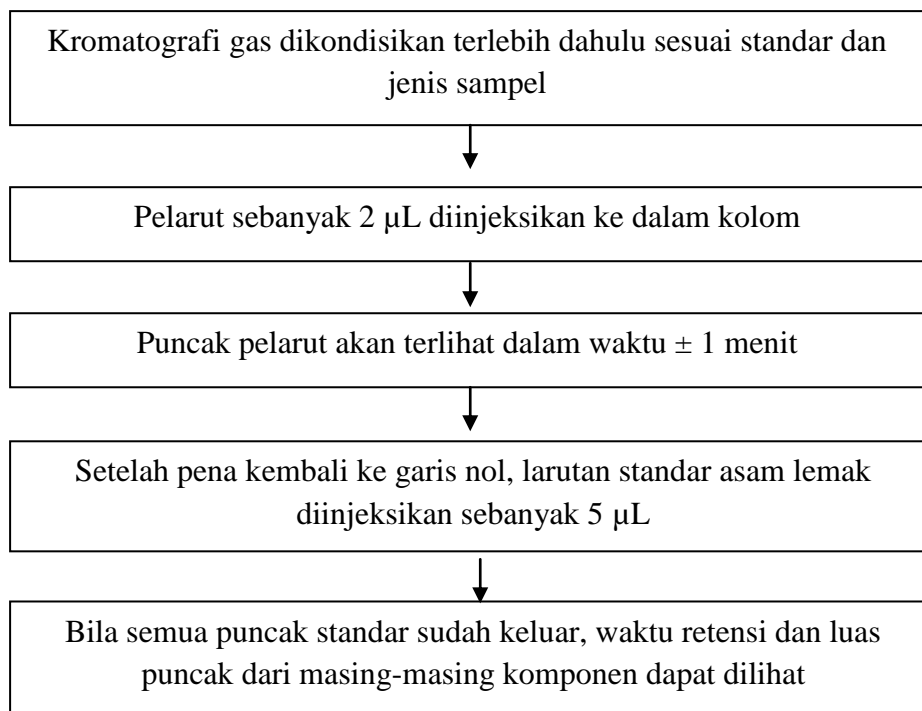 Kromatografi gas dikondisikan terlebih dahulu sesuai standar dan
jenis sampel
Pelarut sebanyak 2 µL diinjeksikan ke dalam kolom
Puncak pelarut akan terlihat dalam waktu ± 1 menit
Setelah pena kembali ke garis nol, larutan standar asam lemak
diinjeksikan sebanyak 5 µL
Bila semua puncak standar sudah keluar, waktu retensi dan luas
puncak dari masing-masing komponen dapat dilihat